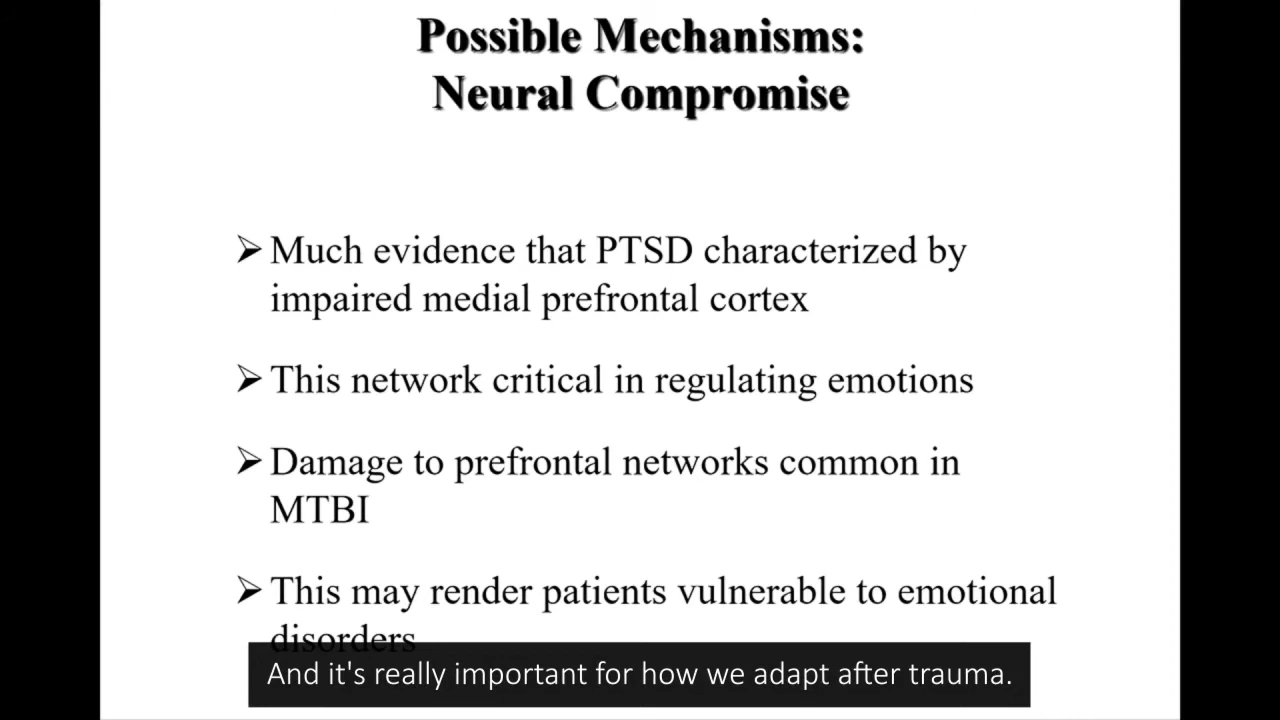 Possible Mechanisms:
Neural Compromise
➢ Much evidence that PTSD characterized by
impaired medial prefrontal cortex
➢ This network critical in regulating emotions
➢ Damage to prefrontal networks common in
MTBI
➢ This may render patients vulnerable to emotional
disorders
And it's really important for how we adapt after trauma.